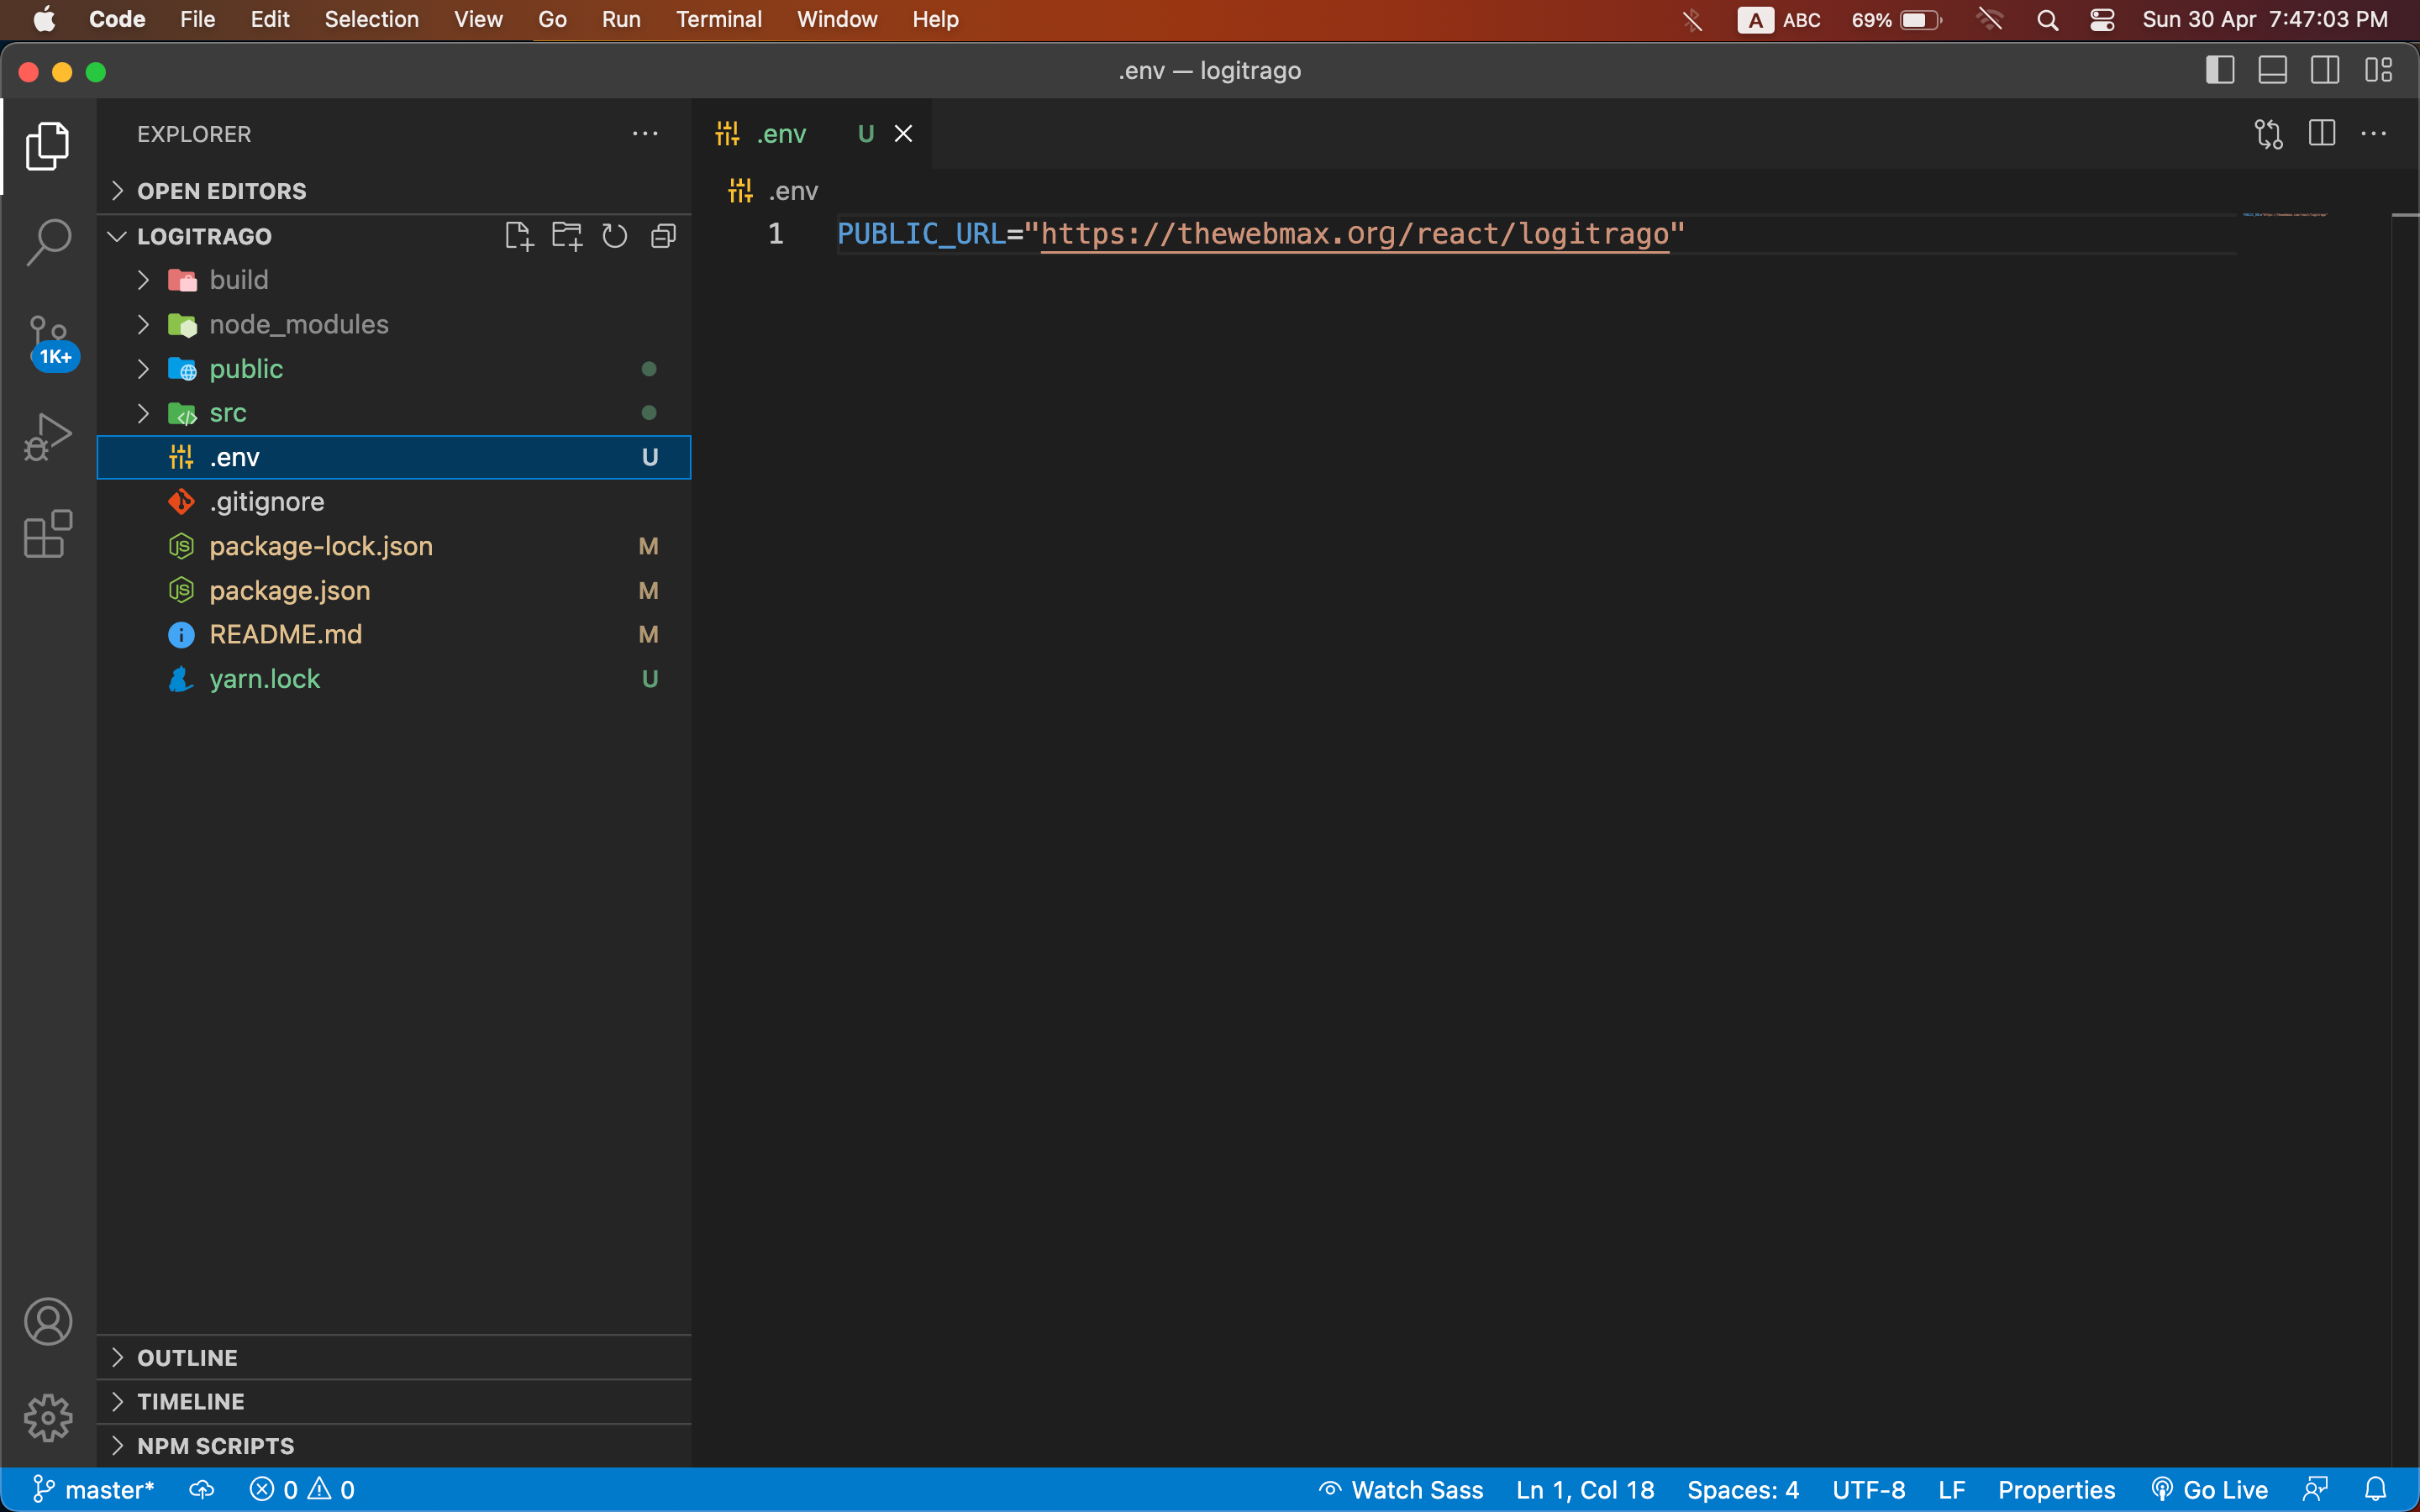 Code File Edit Selection View Go Run Terminal Window Help A ABC 69% Sun 30 Apr 7:47:03 PM
.env — logitrago
EXPLORER
OPEN EDITORS
LOGITRAGO
build
node_modules
public
src
.env U
.gitignore
package-lock.json M
package.json M
README.md M
yarn.lock U
OUTLINE
TIMELINE
NPM SCRIPTS
1K+
.env U
.env
1 PUBLIC_URL="https://thewebmax.org/react/logitrago"
master* 0 0 Watch Sass Ln 1, Col 18 Spaces: 4 UTF-8 LF Properties Go Live